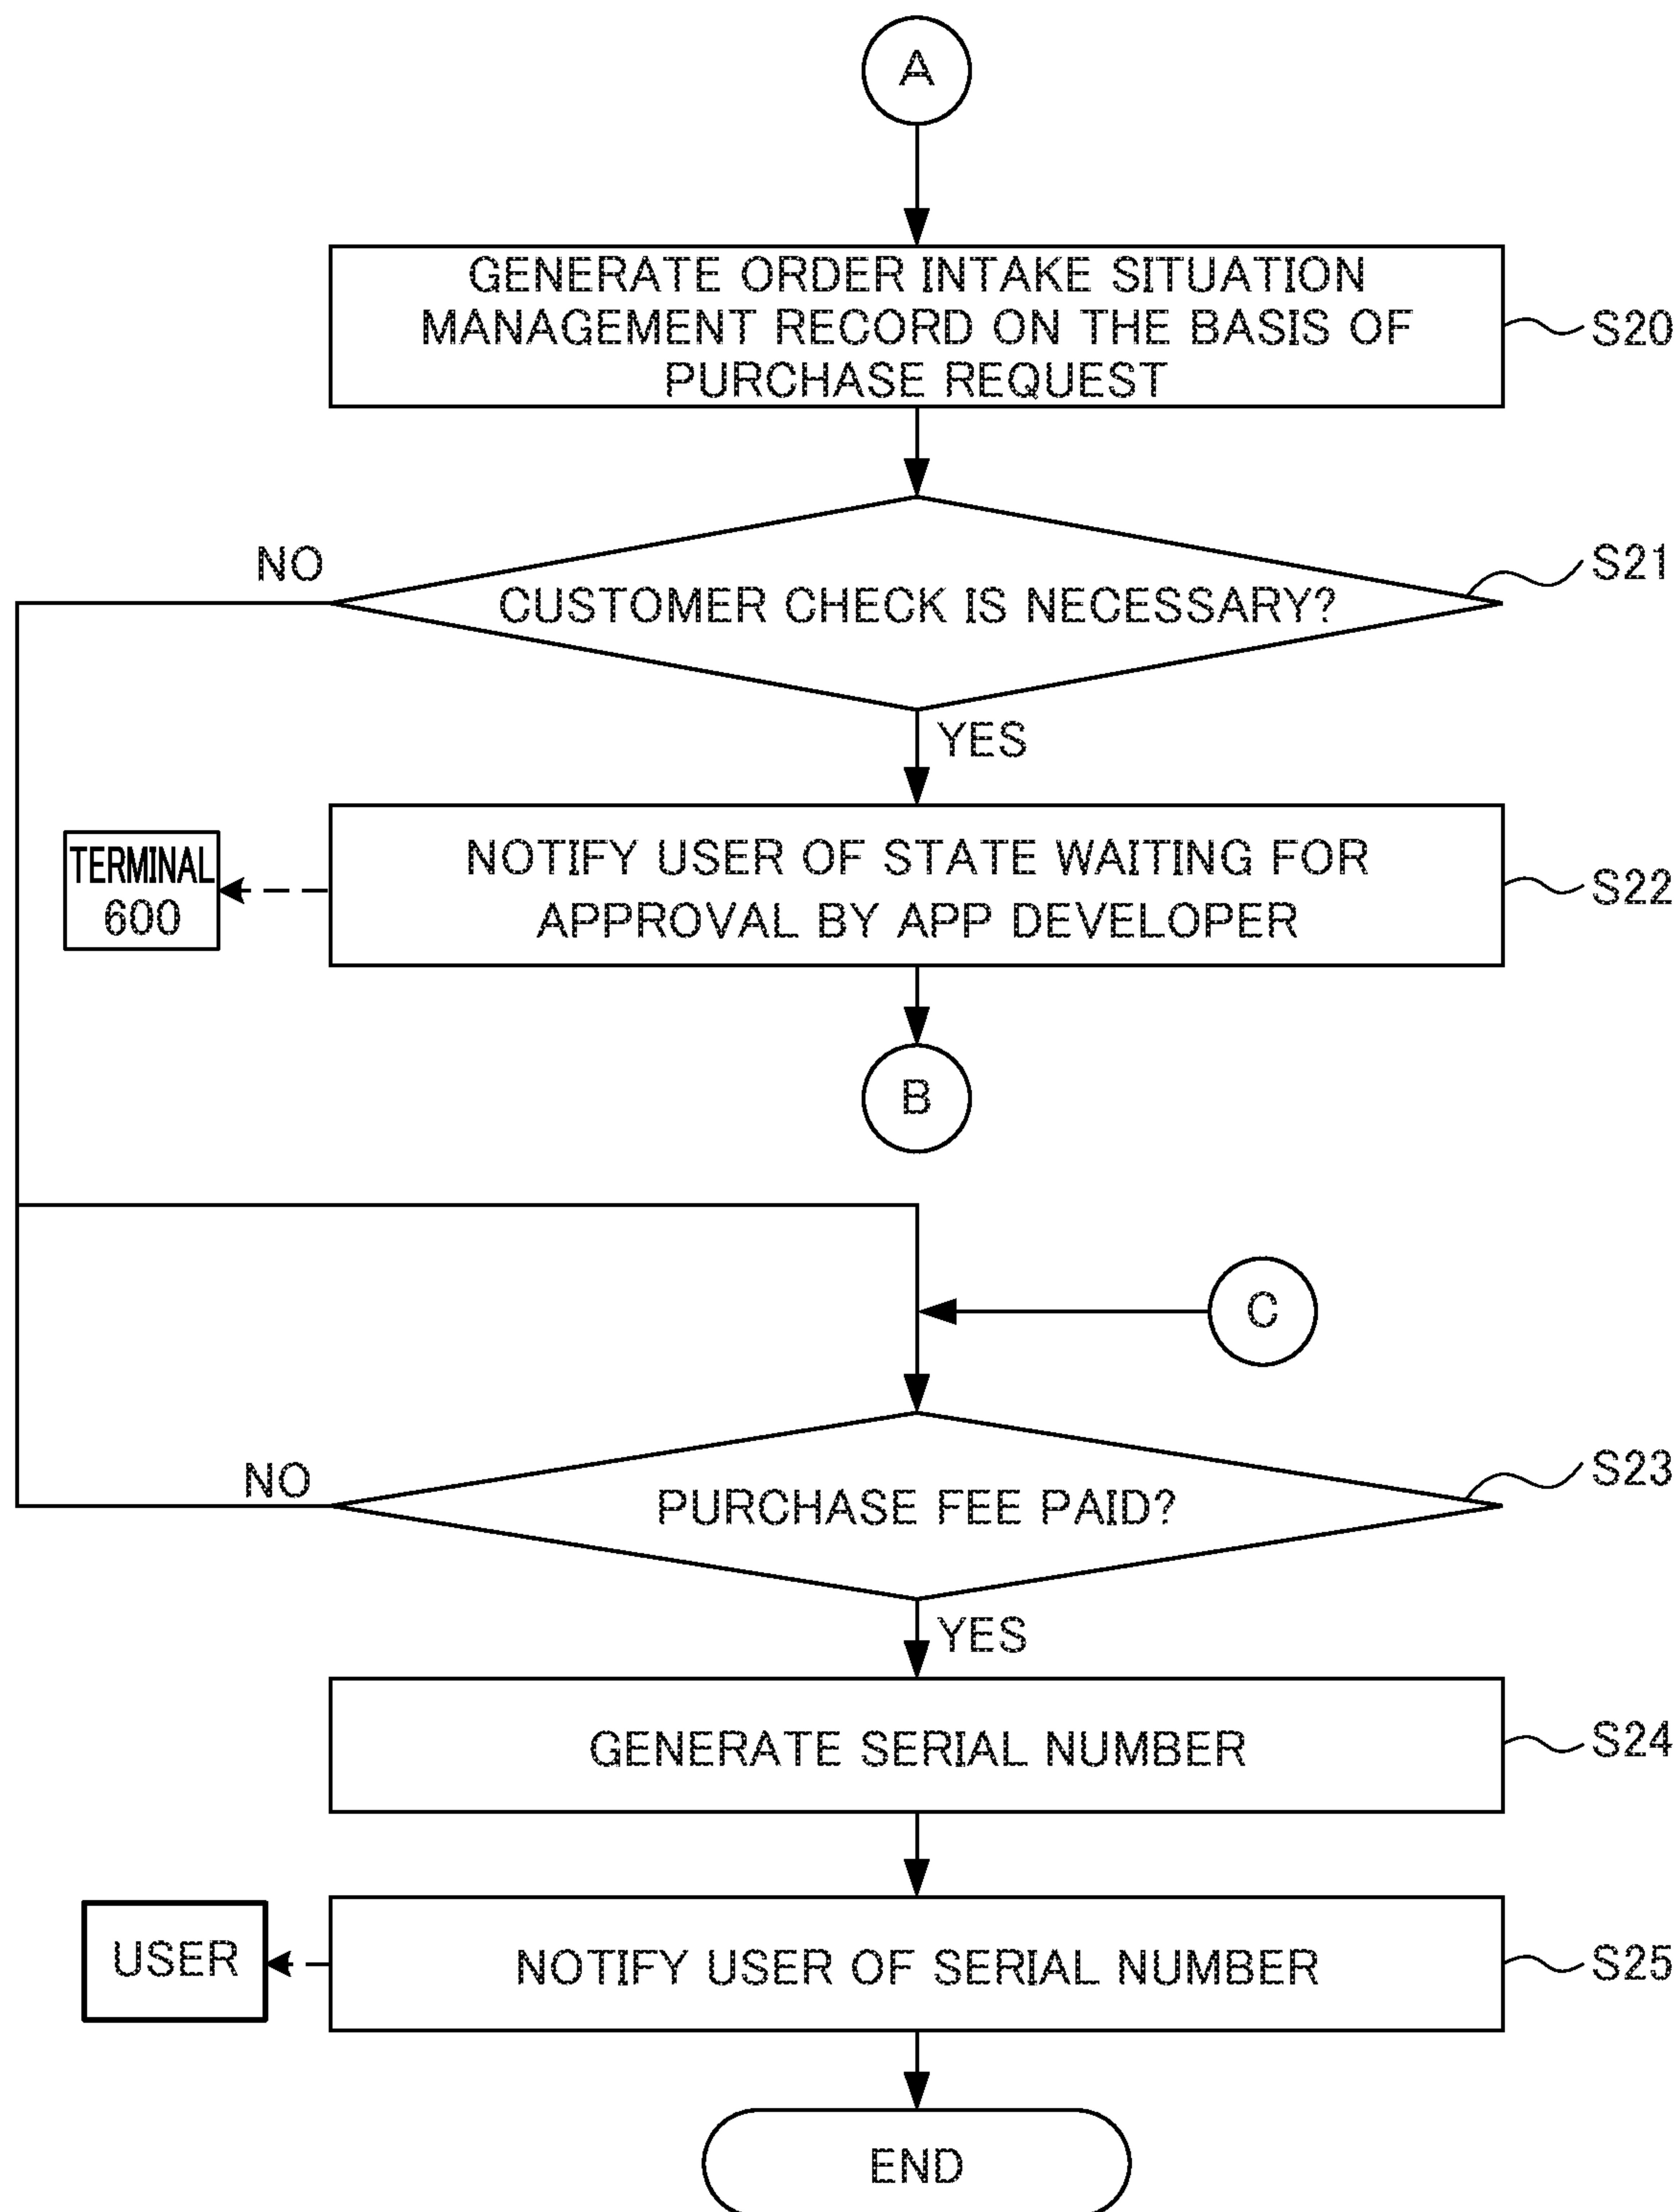 A
GENERATE ORDER INTAKE SITUATION
MANAGEMENT RECORD ON THE BASIS OF
PURCHASE REQUEST
S20
NO
CUSTOMER CHECK IS NECESSARY?
S21
YES
TERMINAL
600
NOTIFY USER OF STATE WAITING FOR
APPROVAL BY APP DEVELOPER
S22
B
C
NO
PURCHASE FEE PAID?
S23
YES
GENERATE SERIAL NUMBER
S24
USER
NOTIFY USER OF SERIAL NUMBER
S25
END